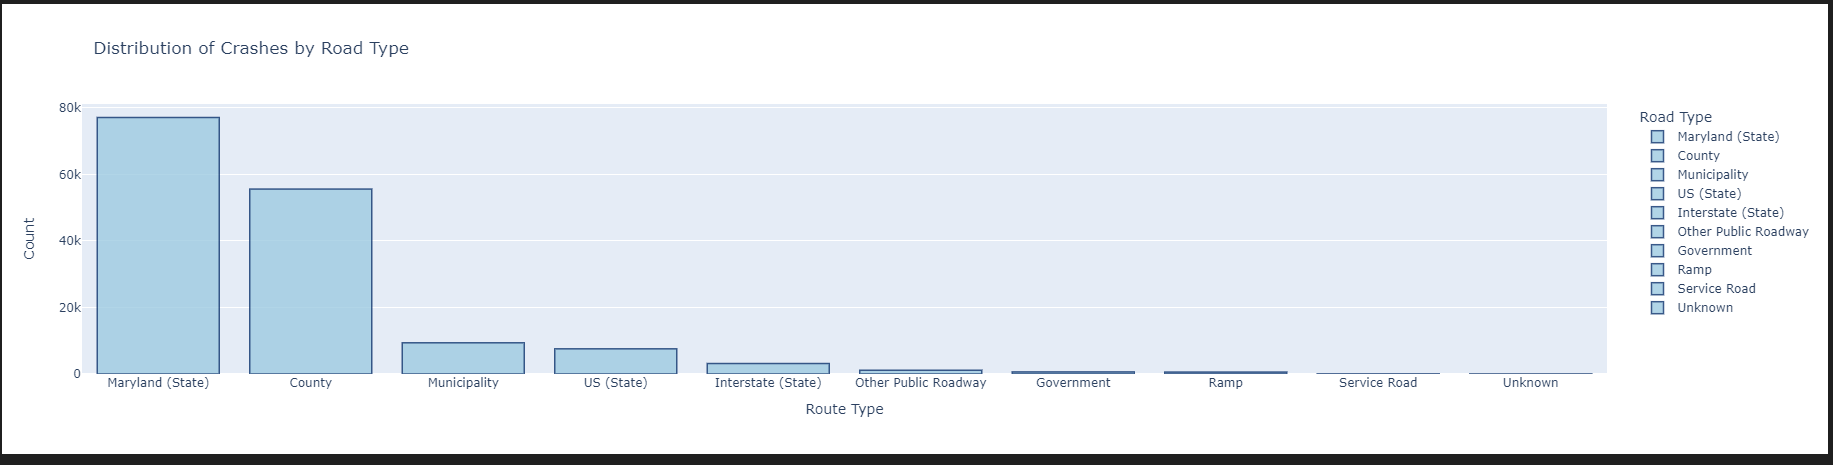 Distribution of Crashes by Road Type
80k
60k
40k
20k
0
Count
Maryland (State)
County
Municipality
US (State)
Interstate (State)
Other Public Roadway
Government
Ramp
Service Road
Unknown
Route Type
Road Type
Maryland (State)
County
Municipality
US (State)
Interstate (State)
Other Public Roadway
Government
Ramp
Service Road
Unknown